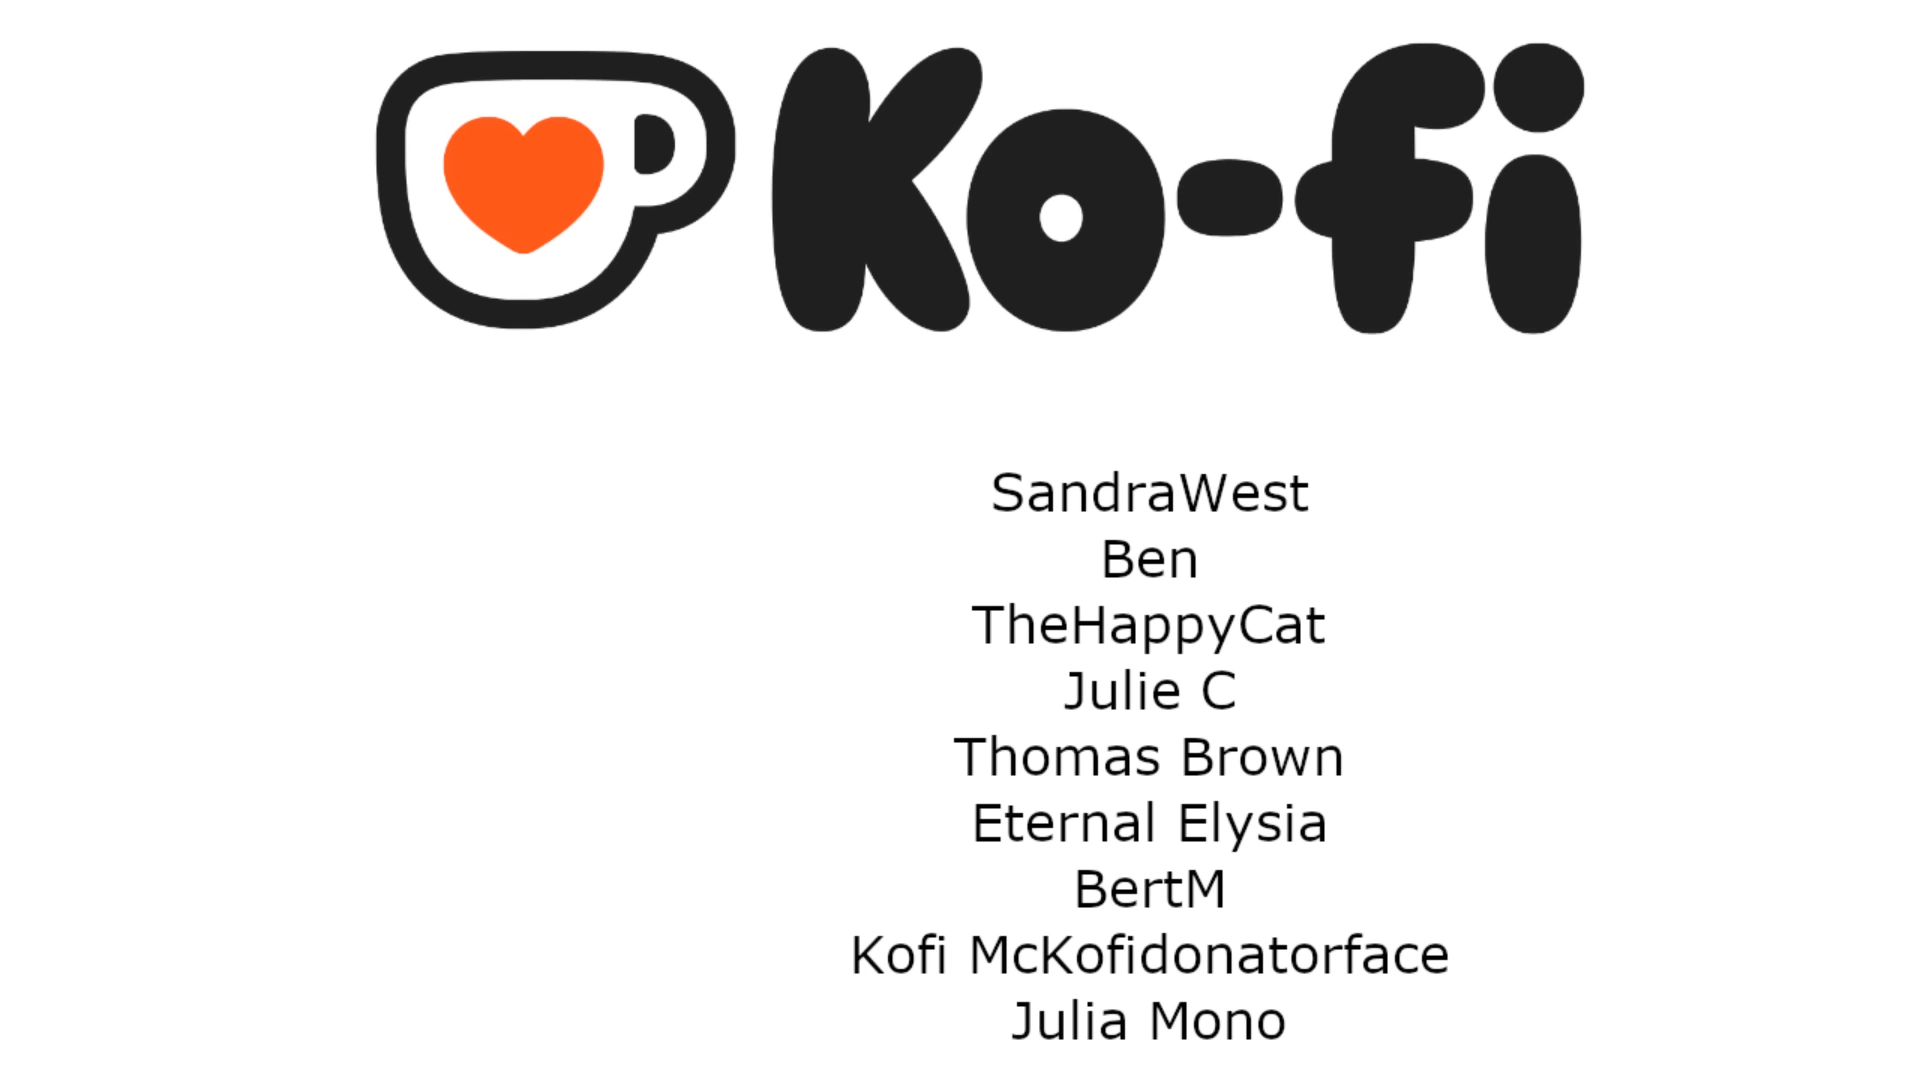 Ko-fi
SandraWest
Ben
TheHappyCat
Julie C
Thomas Brown
Eternal Elysia
BertM
Kofi McKofidonatorface
Julia Mono